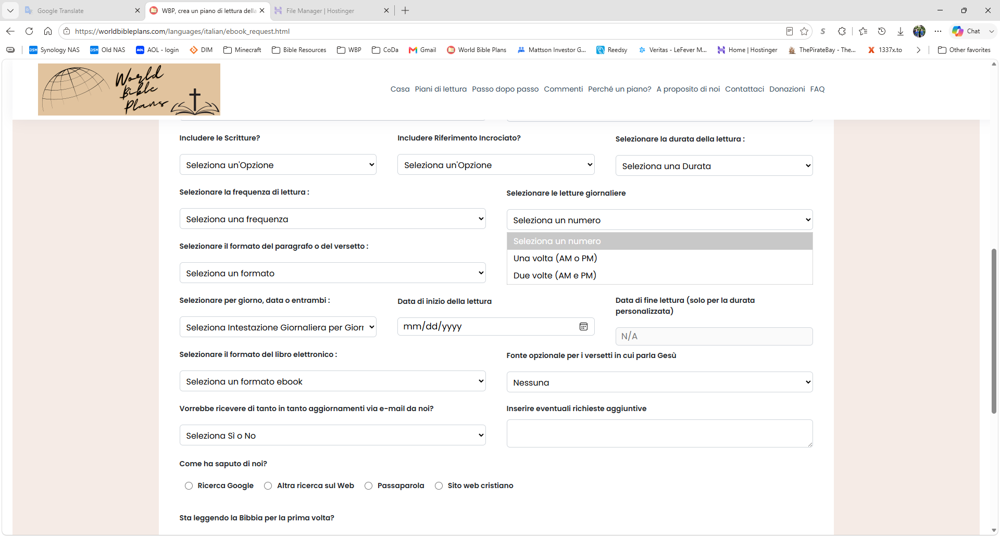 Google Translate
WBP, crea un piano di lettura della
File Manager | Hostinger
https://worldbibleplans.com/languages/italian/ebook_request.html
Chat
Synology NAS
Old NAS
AOL - login
DIM
Minecraft
Bible Resources
WBP
CoDa
Gmail
World Bible Plans
Mattson Investor G...
Reedsy
Veritas - LeFever M...
Home | Hostinger
ThePirateBay - The...
1337x.to
Other favorites
World
Bible
Plans
Casa Piani di lettura Passo dopo passo Commenti Perché un piano? A proposito di noi Contattaci Donazioni FAQ
Includere le Scritture?
Includere Riferimento Incrociato?
Selezionare la durata della lettura :
Seleziona un'Opzione
Seleziona un'Opzione
Seleziona una Durata
Selezionare la frequenza di lettura :
Selezionare le letture giornaliere
Seleziona una frequenza
Seleziona un numero
Seleziona un numero
Una volta (AM o PM)
Due volte (AM e PM)
Selezionare il formato del paragrafo o del versetto :
Seleziona un formato
Selezionare per giorno, data o entrambi :
Data di inizio della lettura
Data di fine lettura (solo per la durata
personalizzata)
Seleziona Intestazione Giornaliera per Giorr
mm/dd/yyyy
N/A
Selezionare il formato del libro elettronico :
Fonte opzionale per i versetti in cui parla Gesù
Seleziona un formato ebook
Nessuna
Vorrebbe ricevere di tanto in tanto aggiornamenti via e-mail da noi?
Inserire eventuali richieste aggiuntive
Seleziona Sì o No
Come ha saputo di noi?
Ricerca Google
Altra ricerca sul Web
Passaparola
Sito web cristiano
Sta leggendo la Bibbia per la prima volta?